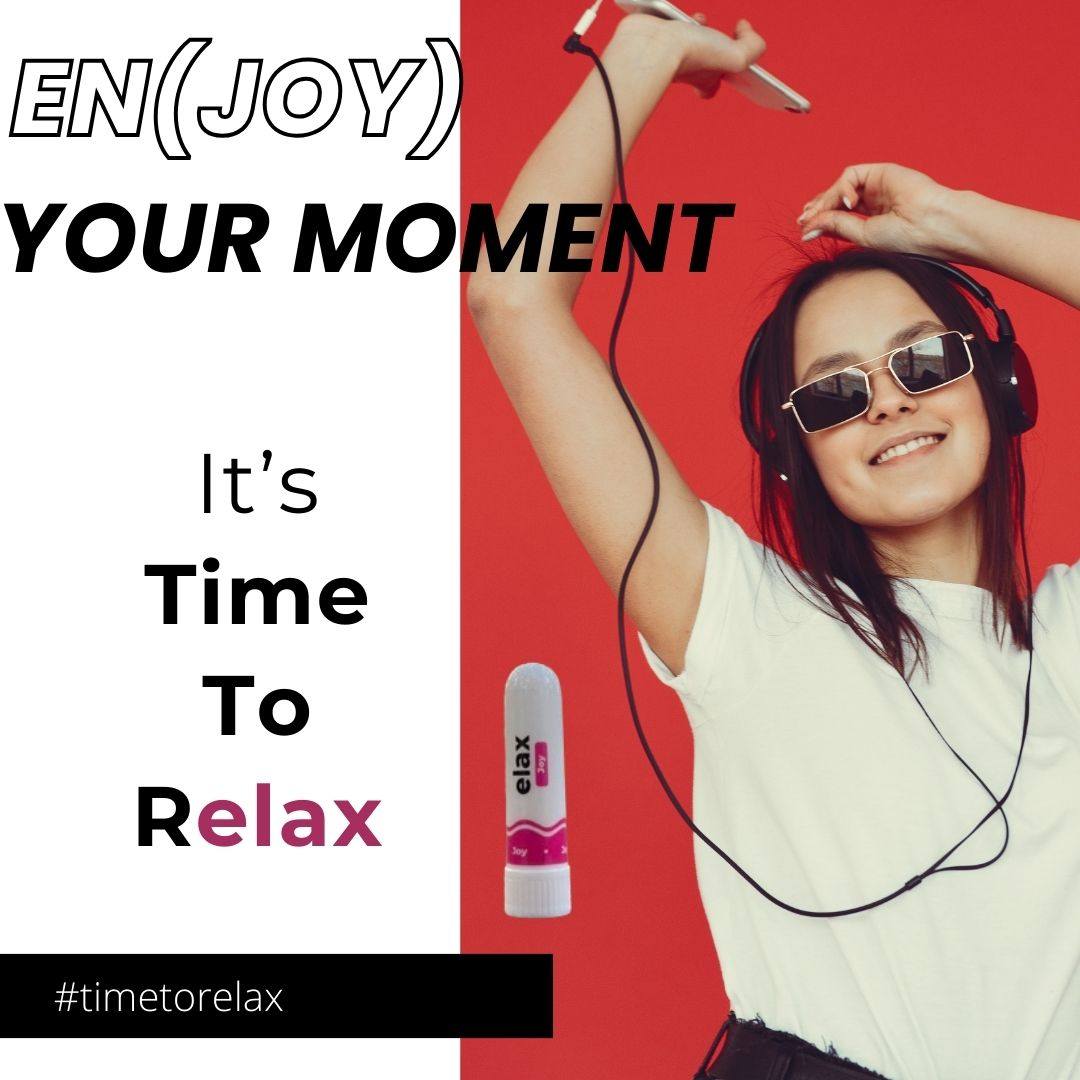 EN(JOY)
YOUR MOMENT
It’s
Time
To
Relax
elax
Joy
Joy
#timetorelax